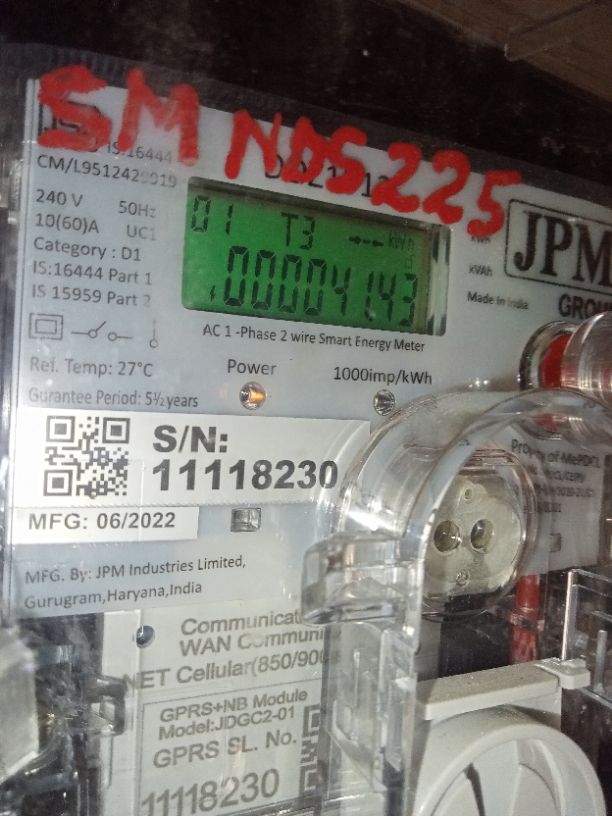 SM NDS225
IS:16444
CM/L9512429919
240 V 50Hz
10(60)A UC1
Category : D1
IS:16444 Part 1
IS 15959 Part 2
01 T3 kWh
.00004143
kWh
kVAh
Made in India
JPM
GROU
AC 1 -Phase 2 wire Smart Energy Meter
Ref. Temp: 27°C
Power
1000imp/kWh
Gurantee Period: 5½ years
S/N:
11118230
MFG: 06/2022
MFG. By: JPM Industries Limited,
Gurugram,Haryana,India
of MePDCL
Communicat
WAN Communi
NET Cellular(850/900
GPRS+NB Module
Model:JDGC2-01
GPRS SL. No.
11118230